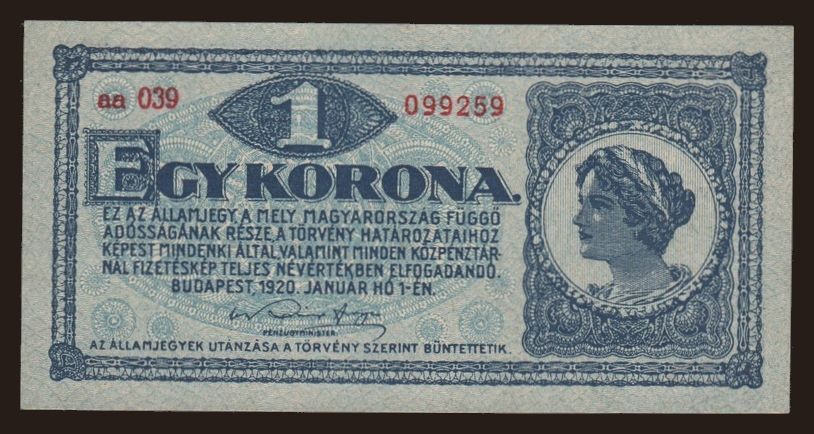 aa 039
1
099259
EGY KORONA.
EZ AZ ÁLLAMJEGY, A MELY MAGYARORSZÁG FÜGGŐ
ADÓSSÁGÁNAK RÉSZE, A TÖRVÉNY HATÁROZATAIHOZ
KÉPEST MINDENKI ÁLTAL, VALAMINT MINDEN KÖZPÉNZTÁR-
NÁL FIZETÉSKÉP TELJES NÉVÉRTÉKBEN ELFOGADANDÓ.
BUDAPEST, 1920. JANUÁR HÓ 1-ÉN.
PÉNZÜGYMINISTER.
AZ ÁLLAMJEGYEK UTÁNZÁSA A TÖRVÉNY SZERINT BÜNTETTETIK.